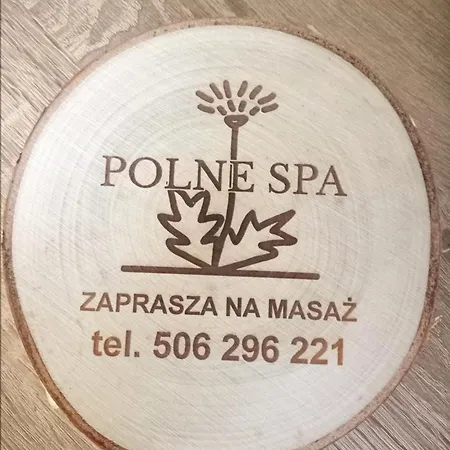 POLNE SPA
ZAPRASZA NA MASAŻ
tel. 506 296 221